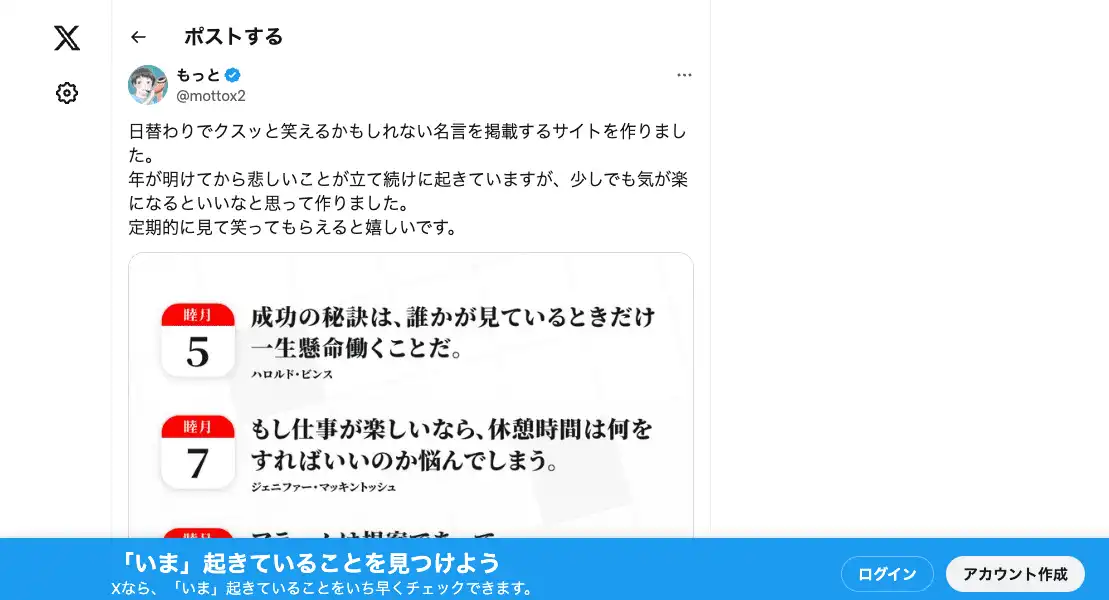 ポストする
もっと
@mottox2
日替わりでクスッと笑えるかもしれない名言を掲載するサイトを作りまし
た。
年が明けてから悲しいことが立て続けに起きていますが、少しでも気が楽
になるといいなと思って作りました。
定期的に見て笑ってもらえると嬉しいです。
睦月
5
成功の秘訣は、誰かが見ているときだけ
一生懸命働くことだ。
ハロルド・ビンス
睦月
7
もし仕事が楽しいなら、休憩時間は何を
すればいいのか悩んでしまう。
ジェニファー・マッキントッシュ
「いま」起きていることを見つけよう
Xなら、「いま」起きていることをいち早くチェックできます。
ログイン
アカウント作成